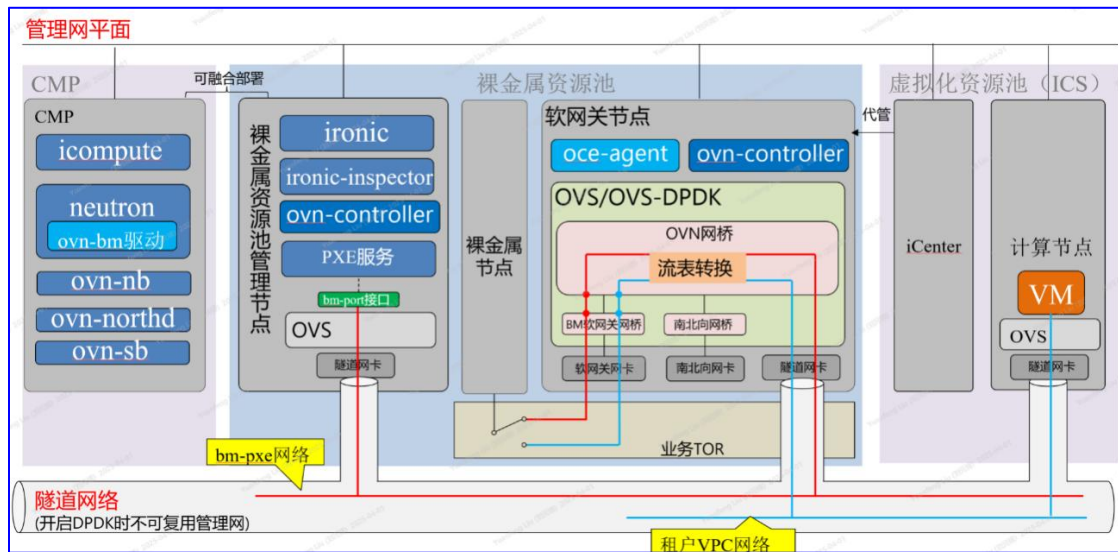 管理网平面
CMP
可融合部署
裸金属资源池
虚拟化资源池（ICS）
CMP
icompute
neutron
ovn-bm驱动
ovn-nb
ovn-northd
ovn-sb
裸金属资源池管理节点
ironic
ironic-inspector
ovn-controller
PXE服务
bm-port接口
OVS
隧道网卡
裸金属
节点
软网关节点
代管
oce-agent
ovn-controller
OVS/OVS-DPDK
OVN网桥
流表转换
BM软网关网桥
南北向网桥
软网关网卡
南北向网卡
隧道网卡
iCenter
计算节点
VM
OVS
隧道网卡
业务TOR
bm-pxe网络
隧道网络
(开启DPDK时不可复用管理网)
租户VPC网络